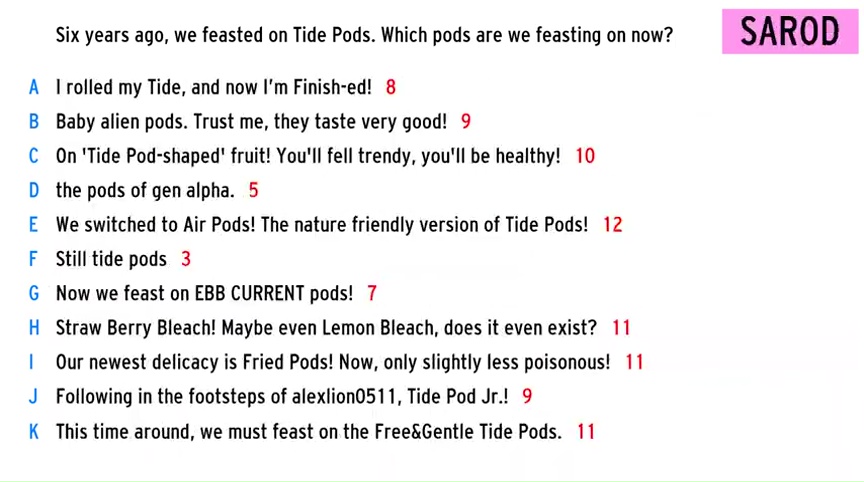 Six years ago, we feasted on Tide Pods. Which pods are we feasting on now?
SAROD
A I rolled my Tide, and now I'm Finish-ed! 8
B Baby alien pods. Trust me, they taste very good! 9
C On 'Tide Pod-shaped' fruit! You'll fell trendy, you'll be healthy! 10
D the pods of gen alpha. 5
E We switched to Air Pods! The nature friendly version of Tide Pods! 12
F Still tide pods 3
G Now we feast on EBB CURRENT pods! 7
H Straw Berry Bleach! Maybe even Lemon Bleach, does it even exist? 11
I Our newest delicacy is Fried Pods! Now, only slightly less poisonous! 11
J Following in the footsteps of alexlion0511, Tide Pod Jr.! 9
K This time around, we must feast on the Free&Gentle Tide Pods. 11